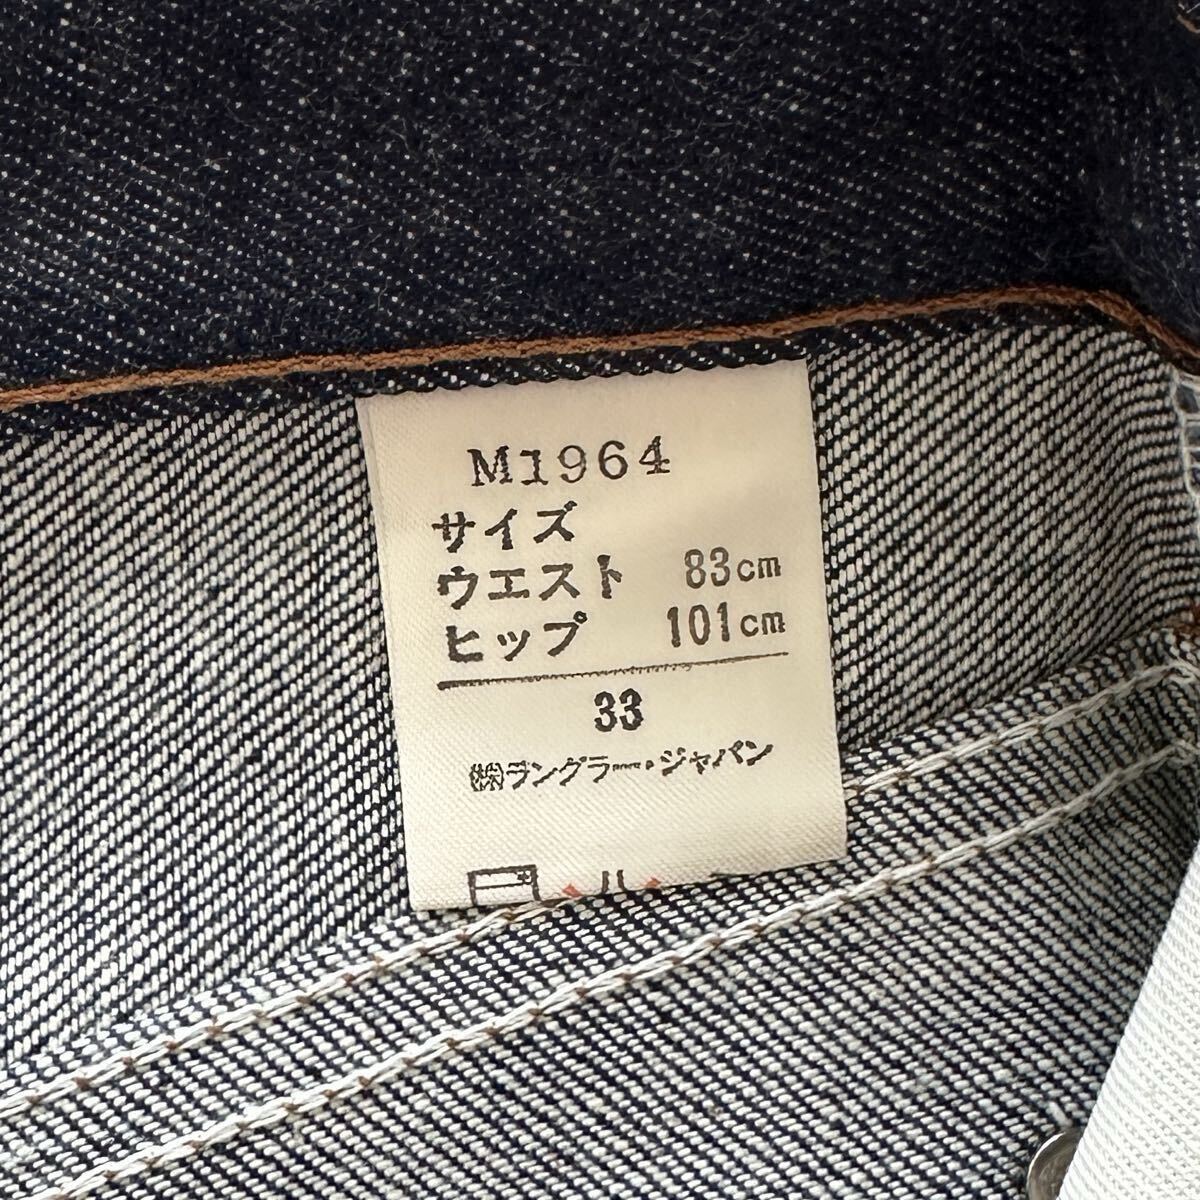 M1964
サイズ
ウエスト 83cm
ヒップ 101cm
33
㈱ラングラー・ジャパン